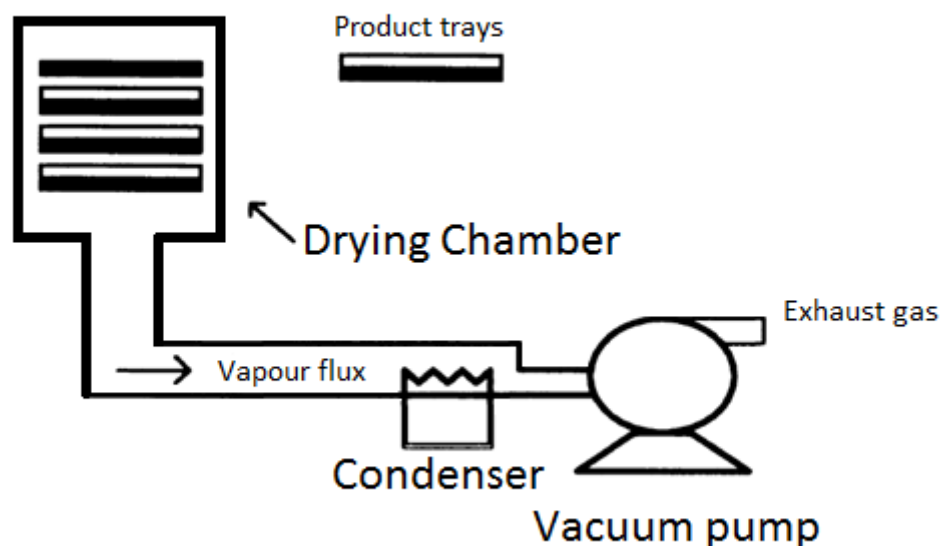 Product trays
Drying Chamber
Exhaust gas
Vapour flux
Condenser
Vacuum pump